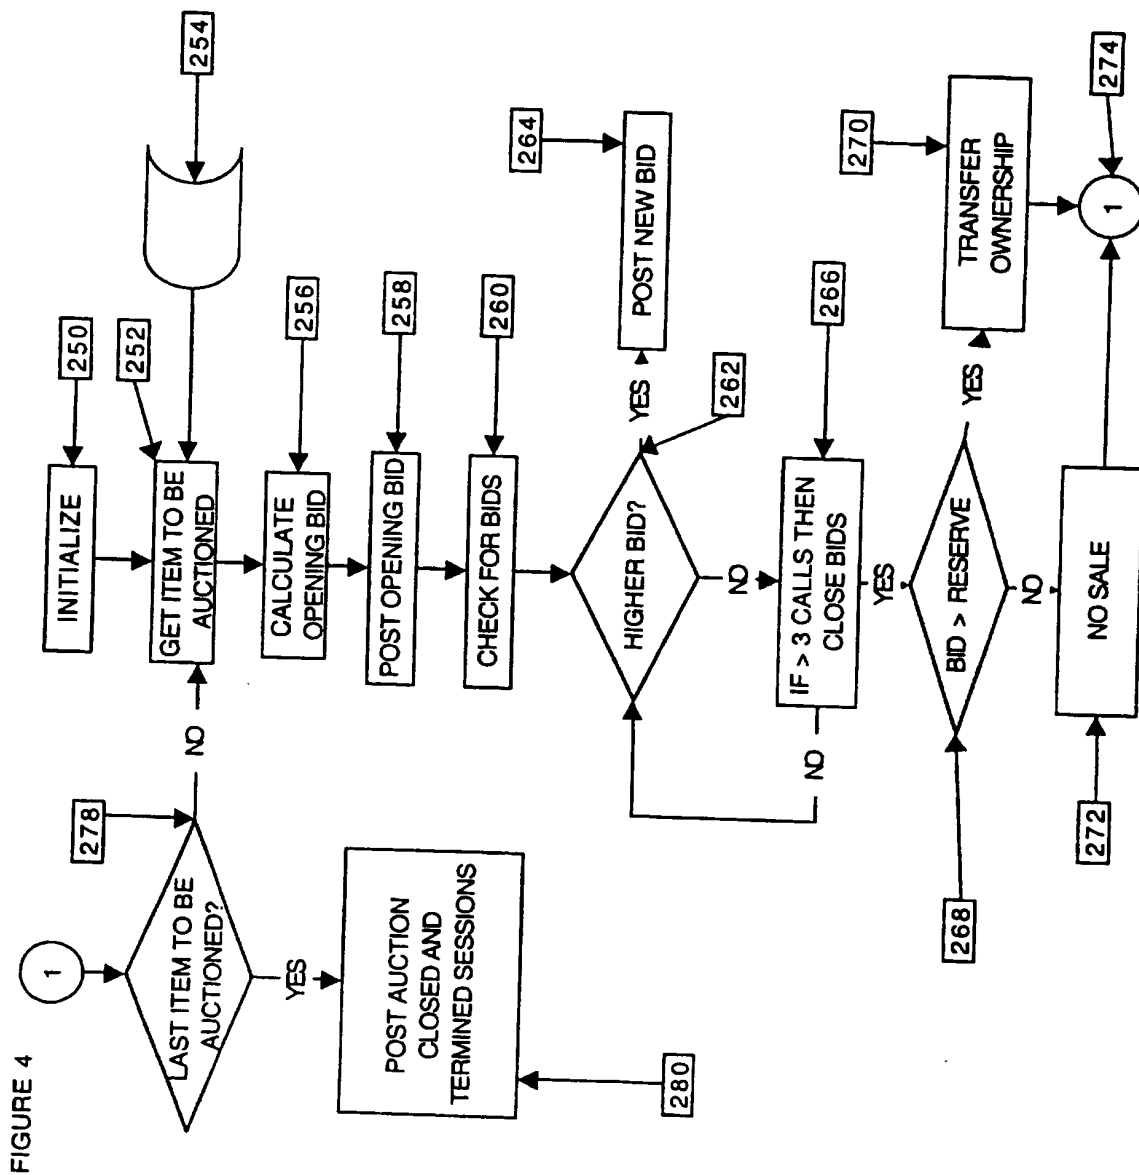 FIGURE 4
1
278
LAST ITEM TO BE
AUCTIONED?
NO
YES
POST AUCTION
CLOSED AND
TERMINED SESSIONS
280
250
INITIALIZE
252
254
GET ITEM TO BE
AUCTIONED
256
CALCULATE
OPENING BID
258
POST OPENING BID
260
CHECK FOR BIDS
262
HIGHER BID?
YES
264
POST NEW BID
NO
266
IF > 3 CALLS THEN
CLOSE BIDS
NO
YES
268
BID > RESERVE
YES
270
TRANSFER
OWNERSHIP
NO
272
NO SALE
274
1